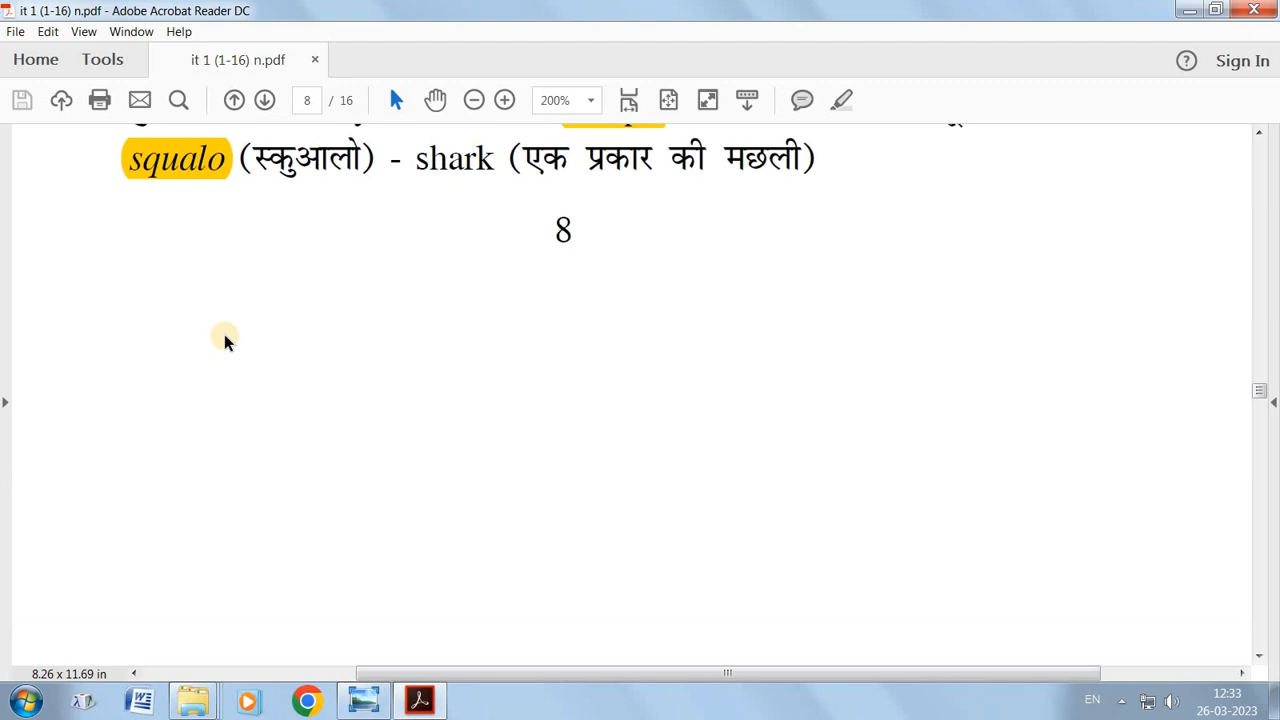 it 1 (1-16) n.pdf - Adobe Acrobat Reader DC
File Edit View Window Help
Home Tools it 1 (1-16) n.pdf × ? Sign In
8 / 16 200%
squalo (स्कुआलो) - shark (एक प्रकार की मछली)
8
8.26 x 11.69 in
EN 12:33
26-03-2023